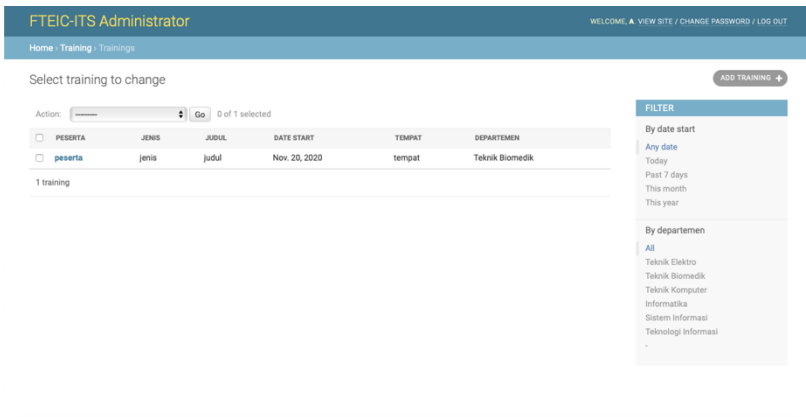 FTEIC-ITS Administrator
WELCOME, A. VIEW SITE / CHANGE PASSWORD / LOG OUT
Home › Training › Trainings
Select training to change
ADD TRAINING +
Action: --------- Go 0 of 1 selected
PESERTA JENIS JUDUL DATE START TEMPAT DEPARTEMEN
peserta jenis judul Nov. 20, 2020 tempat Teknik Biomedik
1 training
FILTER
By date start
Any date
Today
Past 7 days
This month
This year
By departemen
All
Teknik Elektro
Teknik Biomedik
Teknik Komputer
Informatika
Sistem Informasi
Teknologi Informasi
-